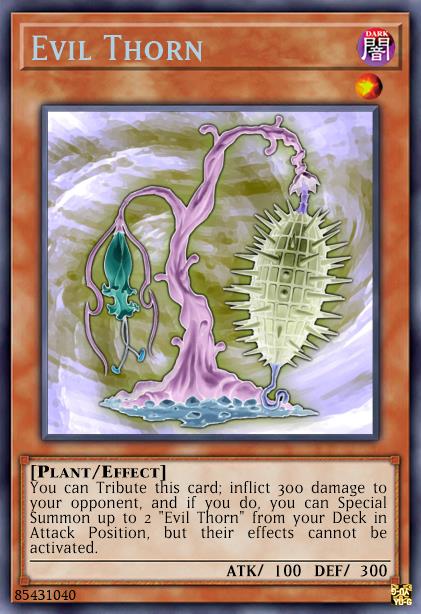 Evil Thorn
DARK
闇
[Plant/Effect]
You can Tribute this card; inflict 300 damage to
your opponent, and if you do, you can Special
Summon up to 2 "Evil Thorn" from your Deck in
Attack Position, but their effects cannot be
activated.
ATK/ 100 DEF/ 300
85431040